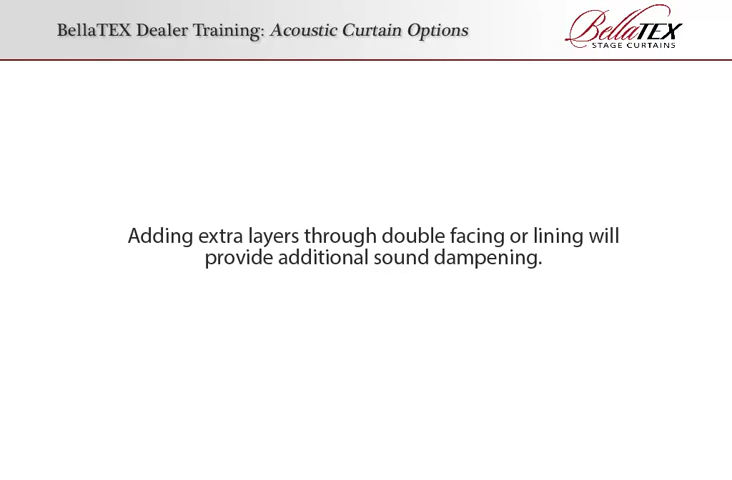 BellaTEX Dealer Training: Acoustic Curtain Options
BellaTEX
STAGE CURTAINS
Adding extra layers through double facing or lining will
provide additional sound dampening.